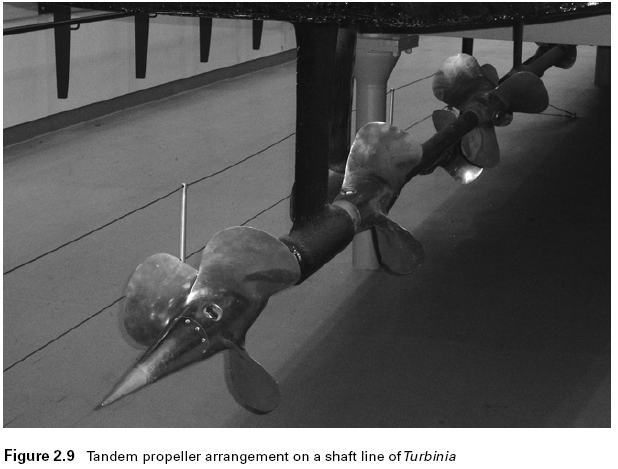 Figure 2.9 Tandem propeller arrangement on a shaft line of Turbinia